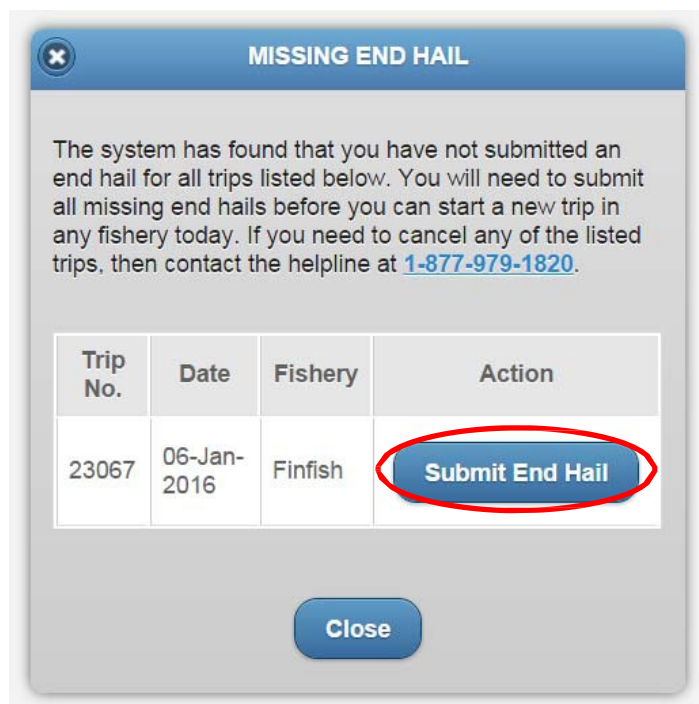 MISSING END HAIL
The system has found that you have not submitted an
end hail for all trips listed below. You will need to submit
all missing end hails before you can start a new trip in
any fishery today. If you need to cancel any of the listed
trips, then contact the helpline at 1-877-979-1820.
Trip No. Date Fishery Action
23067 06-Jan-2016 Finfish Submit End Hail
Close